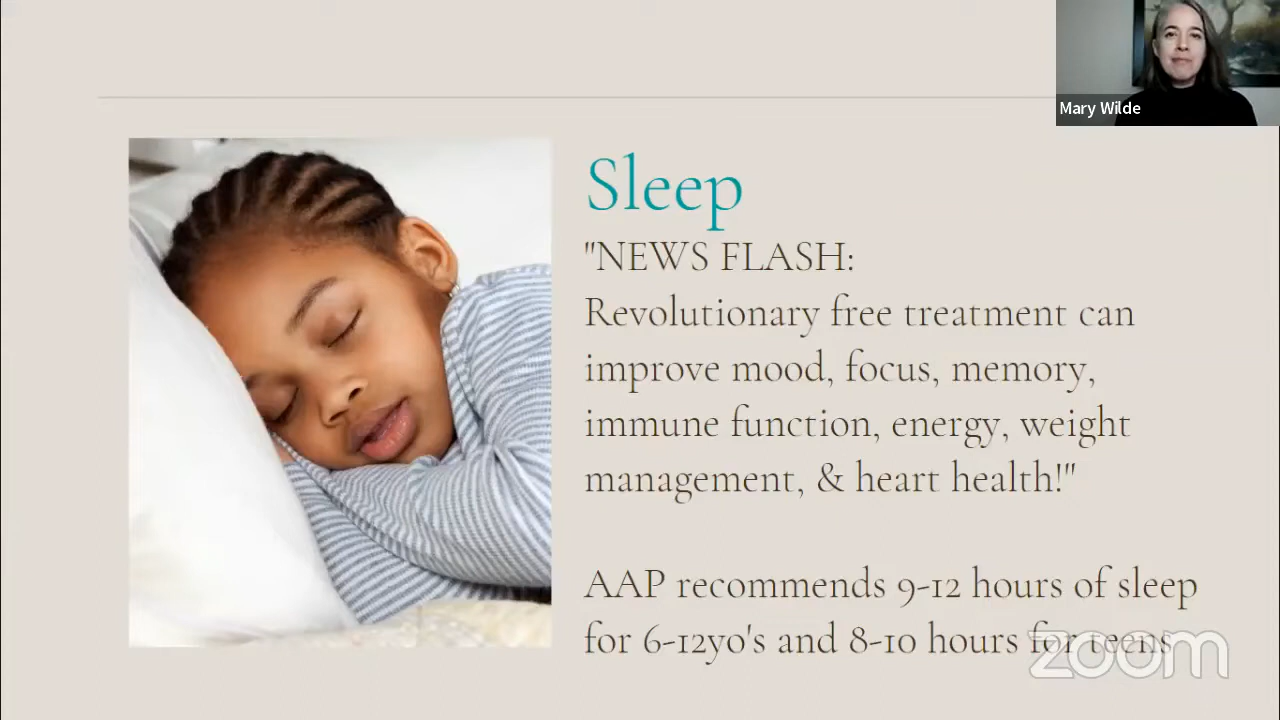 Mary Wilde
Sleep
"NEWS FLASH:
Revolutionary free treatment can
improve mood, focus, memory,
immune function, energy, weight
management, & heart health!"
AAP recommends 9-12 hours of sleep
for 6-12yo's and 8-10 hours for teens
zoom